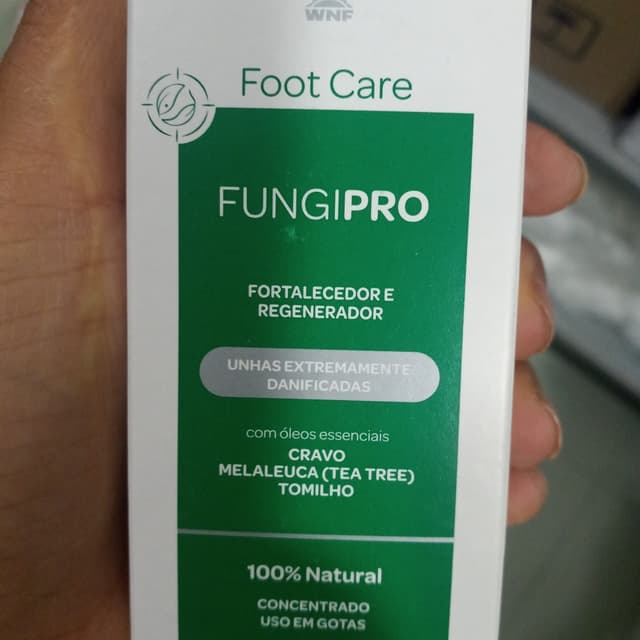 WNF
Foot Care
FUNGIPRO
FORTALECEDOR E
REGENERADOR
UNHAS EXTREMAMENTE
DANIFICADAS
com óleos essenciais
CRAVO
MELALEUCA (TEA TREE)
TOMILHO
100% Natural
CONCENTRADO
USO EM GOTAS